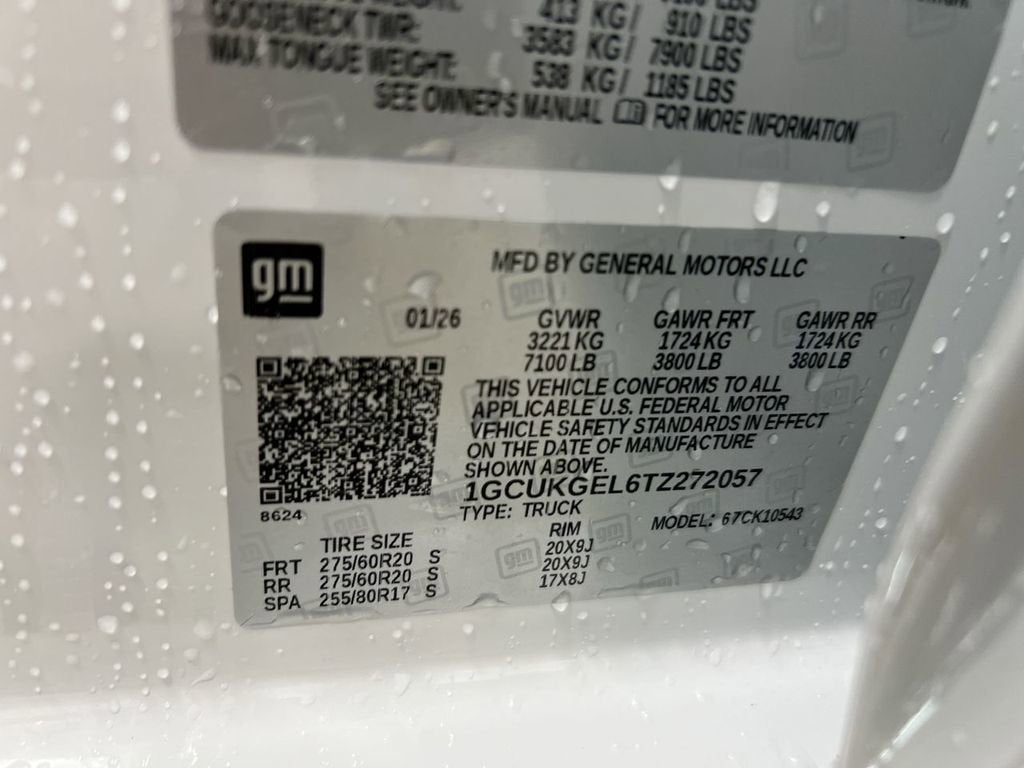 413 KG/ 910 LBS
GOOSENECK TWR: 3583 KG/ 7900 LBS
MAX TONGUE WEIGHT: 538 KG/ 1185 LBS
SEE OWNER'S MANUAL FOR MORE INFORMATION
gm
MFD BY GENERAL MOTORS LLC
01/26 GVWR GAWR FRT GAWR RR
3221 KG 1724 KG 1724 KG
7100 LB 3800 LB 3800 LB
THIS VEHICLE CONFORMS TO ALL
APPLICABLE U.S. FEDERAL MOTOR
VEHICLE SAFETY STANDARDS IN EFFECT
ON THE DATE OF MANUFACTURE
SHOWN ABOVE.
1GCUKGEL6TZ272057
8624
TYPE: TRUCK MODEL: 67CK10543
TIRE SIZE RIM
FRT 275/60R20 S 20X9J
RR 275/60R20 S 20X9J
SPA 255/80R17 S 17X8J